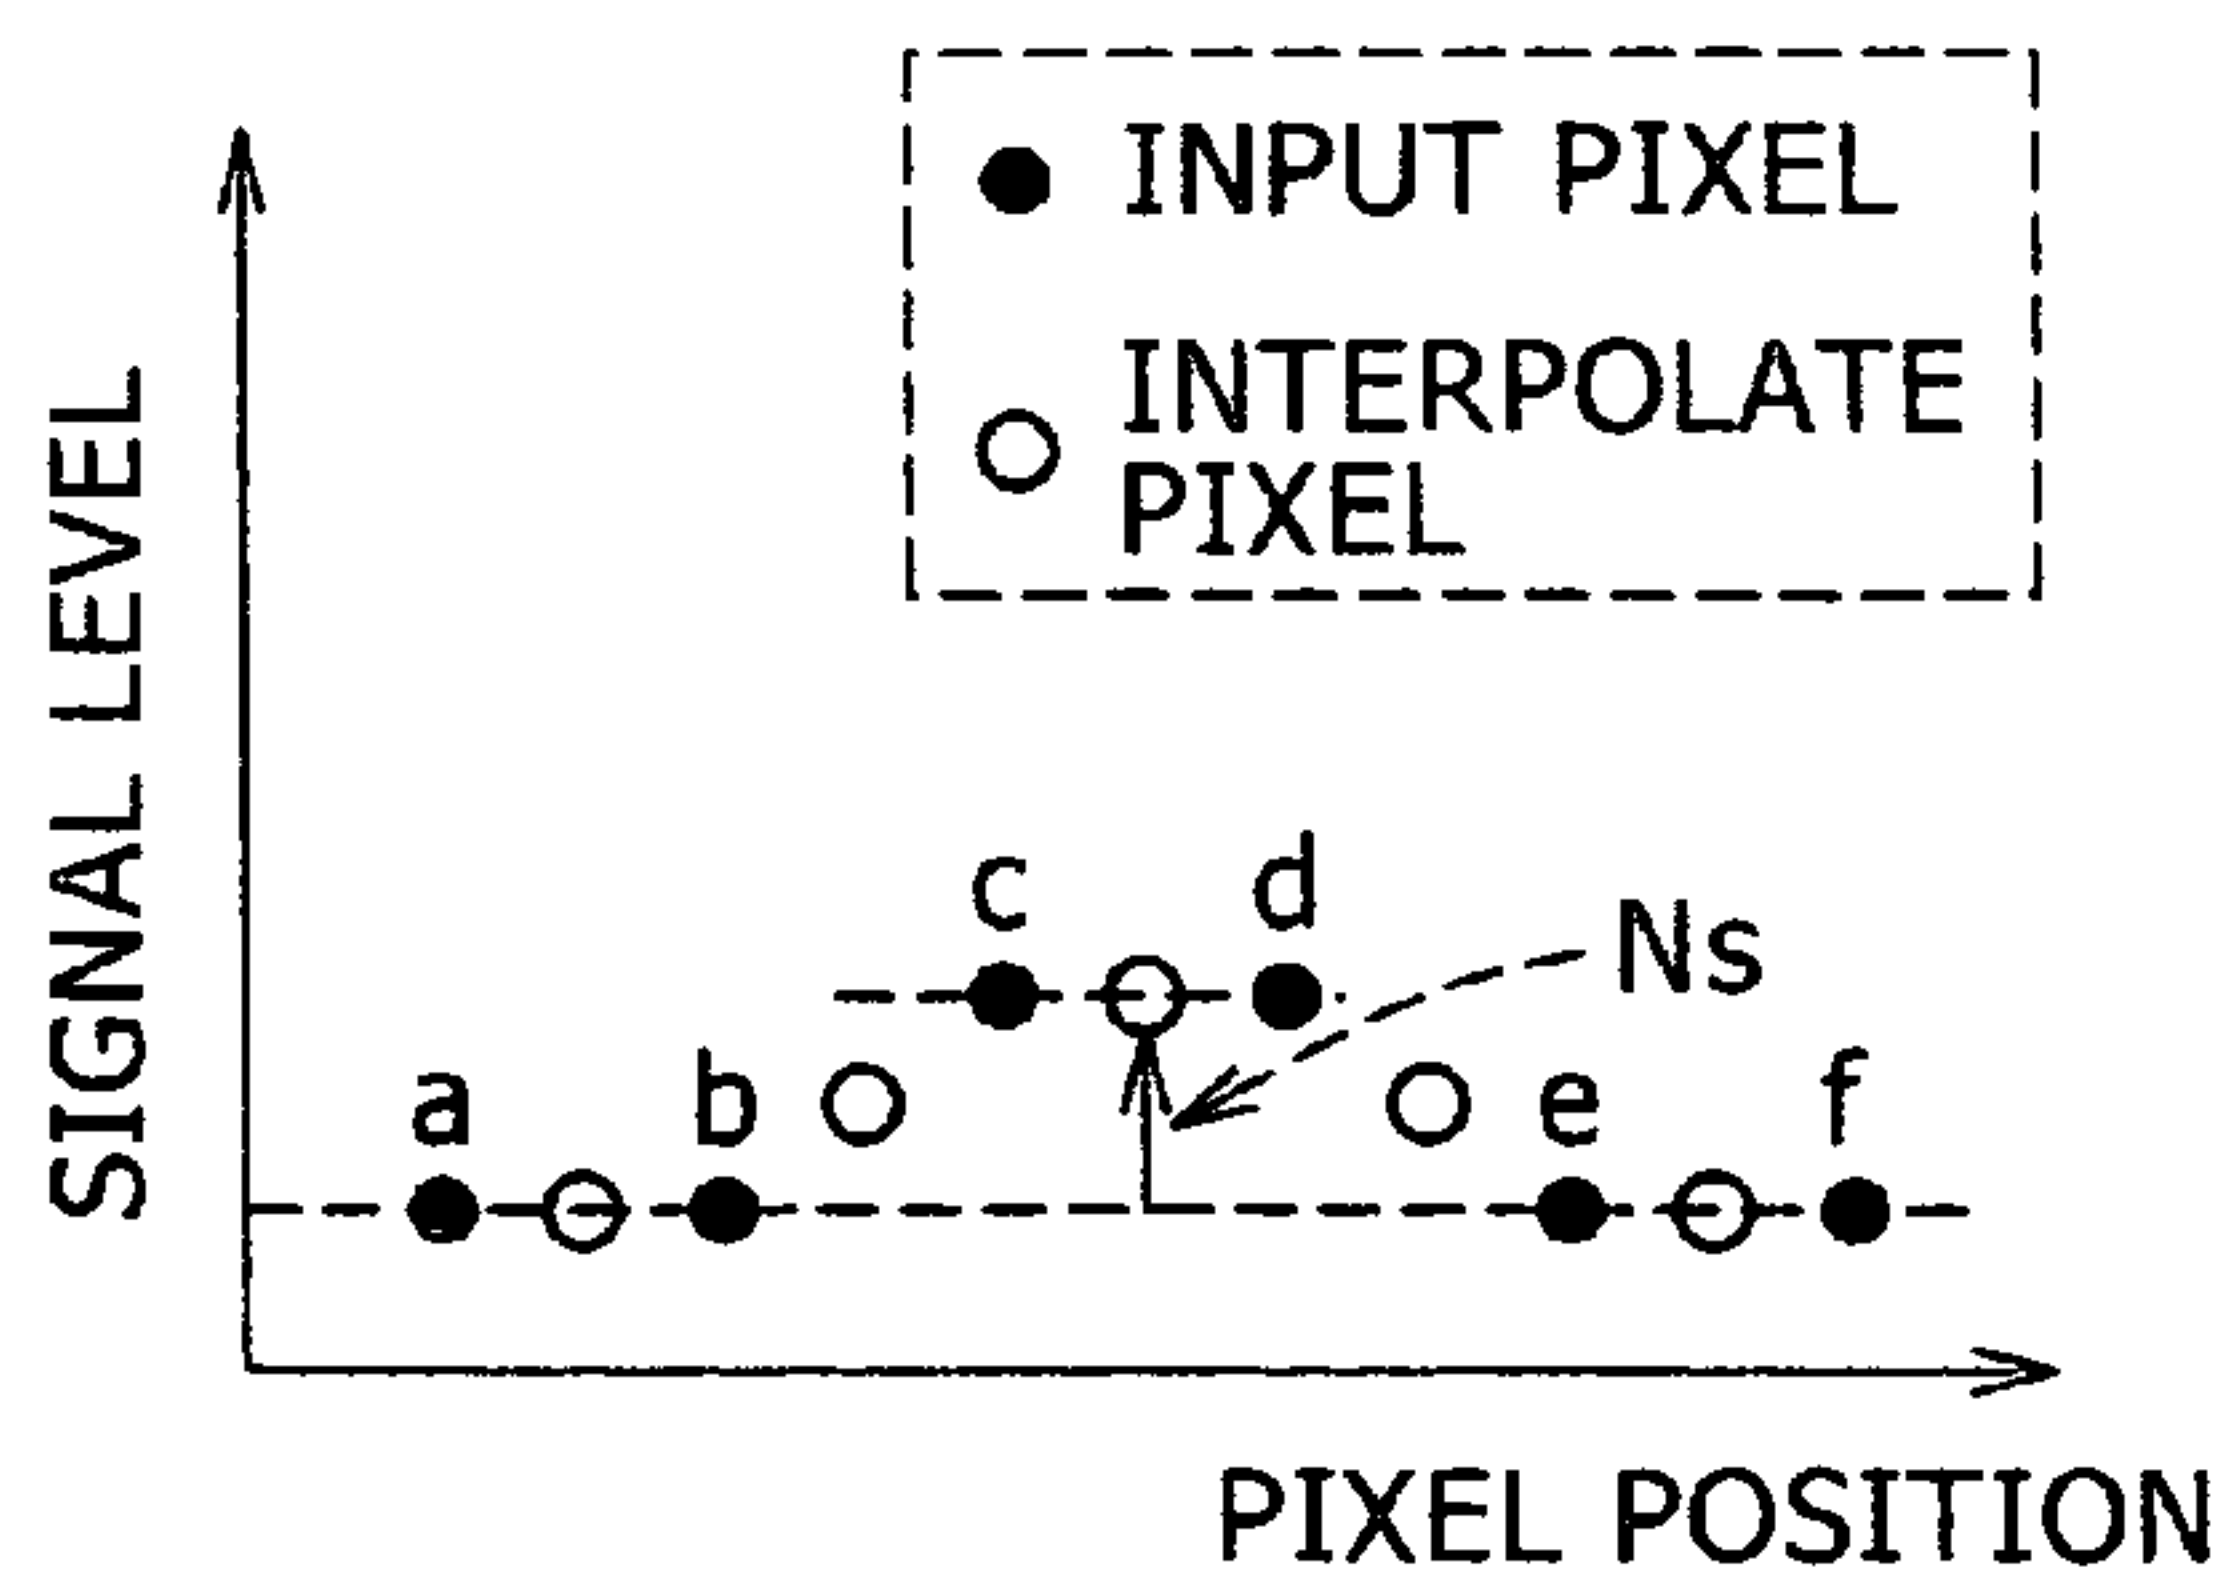 INPUT PIXEL
INTERPOLATE
PIXEL
SIGNAL LEVEL
c
d
Ns
a
b
e
f
PIXEL POSITION